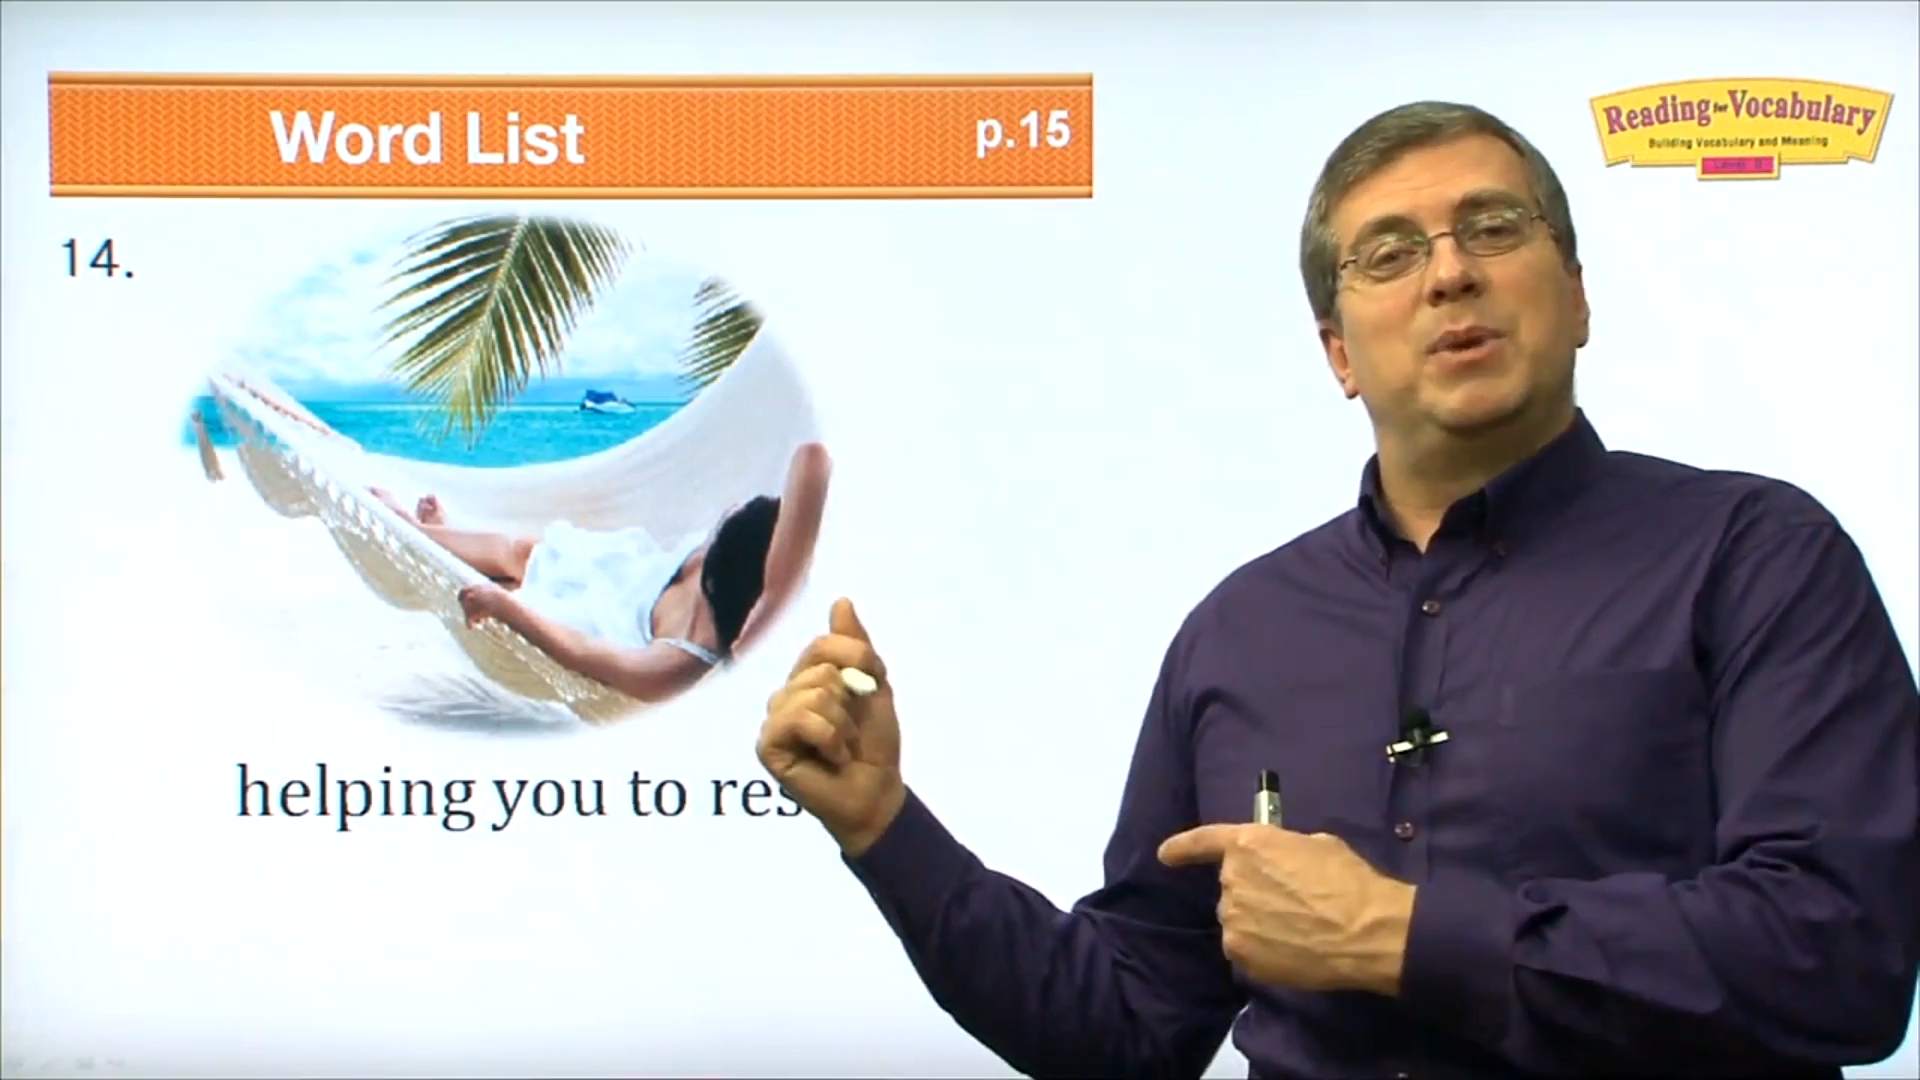 Word List
p.15
Reading for Vocabulary
Building Vocabulary and Meaning
14.
helping you to res